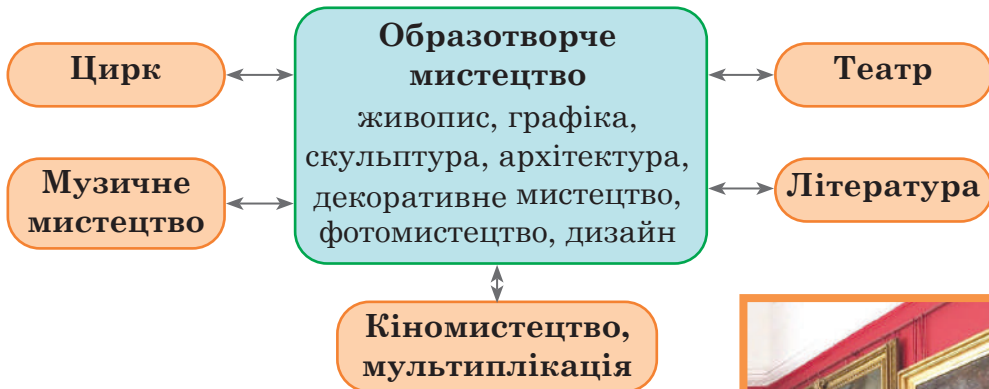 Цирк
Образотворче
мистецтво
живопис, графіка,
скульптура, архітектура,
декоративне мистецтво,
фотомистецтво, дизайн
Театр
Музичне
мистецтво
Література
Кіномистецтво,
мультиплікація